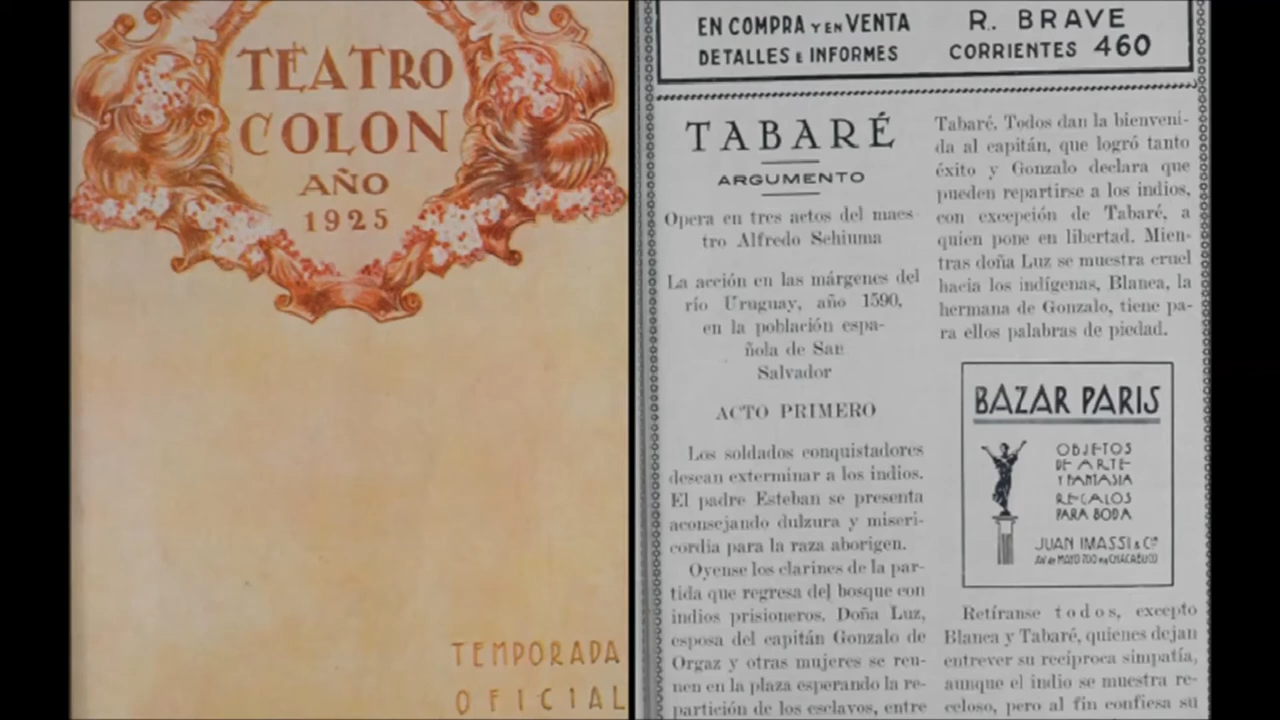 TEATRO
COLON
AÑO
1925
TEMPORADA
OFICIAL
EN COMPRA Y EN VENTA
DETALLES E INFORMES
R. BRAVE
CORRIENTES 460
TABARÉ
ARGUMENTO
Opera en tres actos del maes-
tro Alfredo Schiuma
La acción en las márgenes del
río Uruguay, año 1590,
en la población espa-
ñola de San
Salvador
ACTO PRIMERO
Los soldados conquistadores
desean exterminar a los indios.
El padre Esteban se presenta
aconsejando dulzura y miseri-
cordia para la raza aborigen.
Oyense los clarines de la par-
tida que regresa del bosque con
indios prisioneros. Doña Luz,
esposa del capitán Gonzalo de
Orgaz y otras mujeres se reu-
nen en la plaza esperando la re-
partición de los esclavos, entre
Tabaré. Todos dan la bienveni-
da al capitán, que logró tanto
éxito y Gonzalo declara que
pueden repartirse a los indios,
con excepción de Tabaré, a
quien pone en libertad. Mien-
tras doña Luz se muestra cruel
hacia los indígenas, Blanca, la
hermana de Gonzalo, tiene pa-
ra ellos palabras de piedad.
BAZAR PARIS
OBJETOS
DE ARTE
Y FANTASIA
REGALOS
PARA BODA
JUAN IMASSI & Cª
AV. de MAYO 700 esq. CHACABUCO
Retíranse todos, excepto
Blanca y Tabaré, quienes dejan
entrever su recíproca simpatía,
aunque el indio se muestra re-
celoso, pero al fin confiesa su